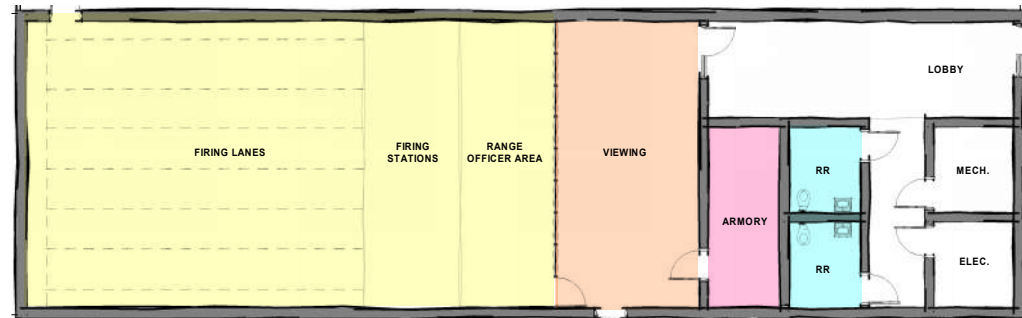 LOBBY
FIRING LANES
FIRING
STATIONS
RANGE
OFFICER AREA
VIEWING
ARMORY
RR
MECH.
RR
ELEC.